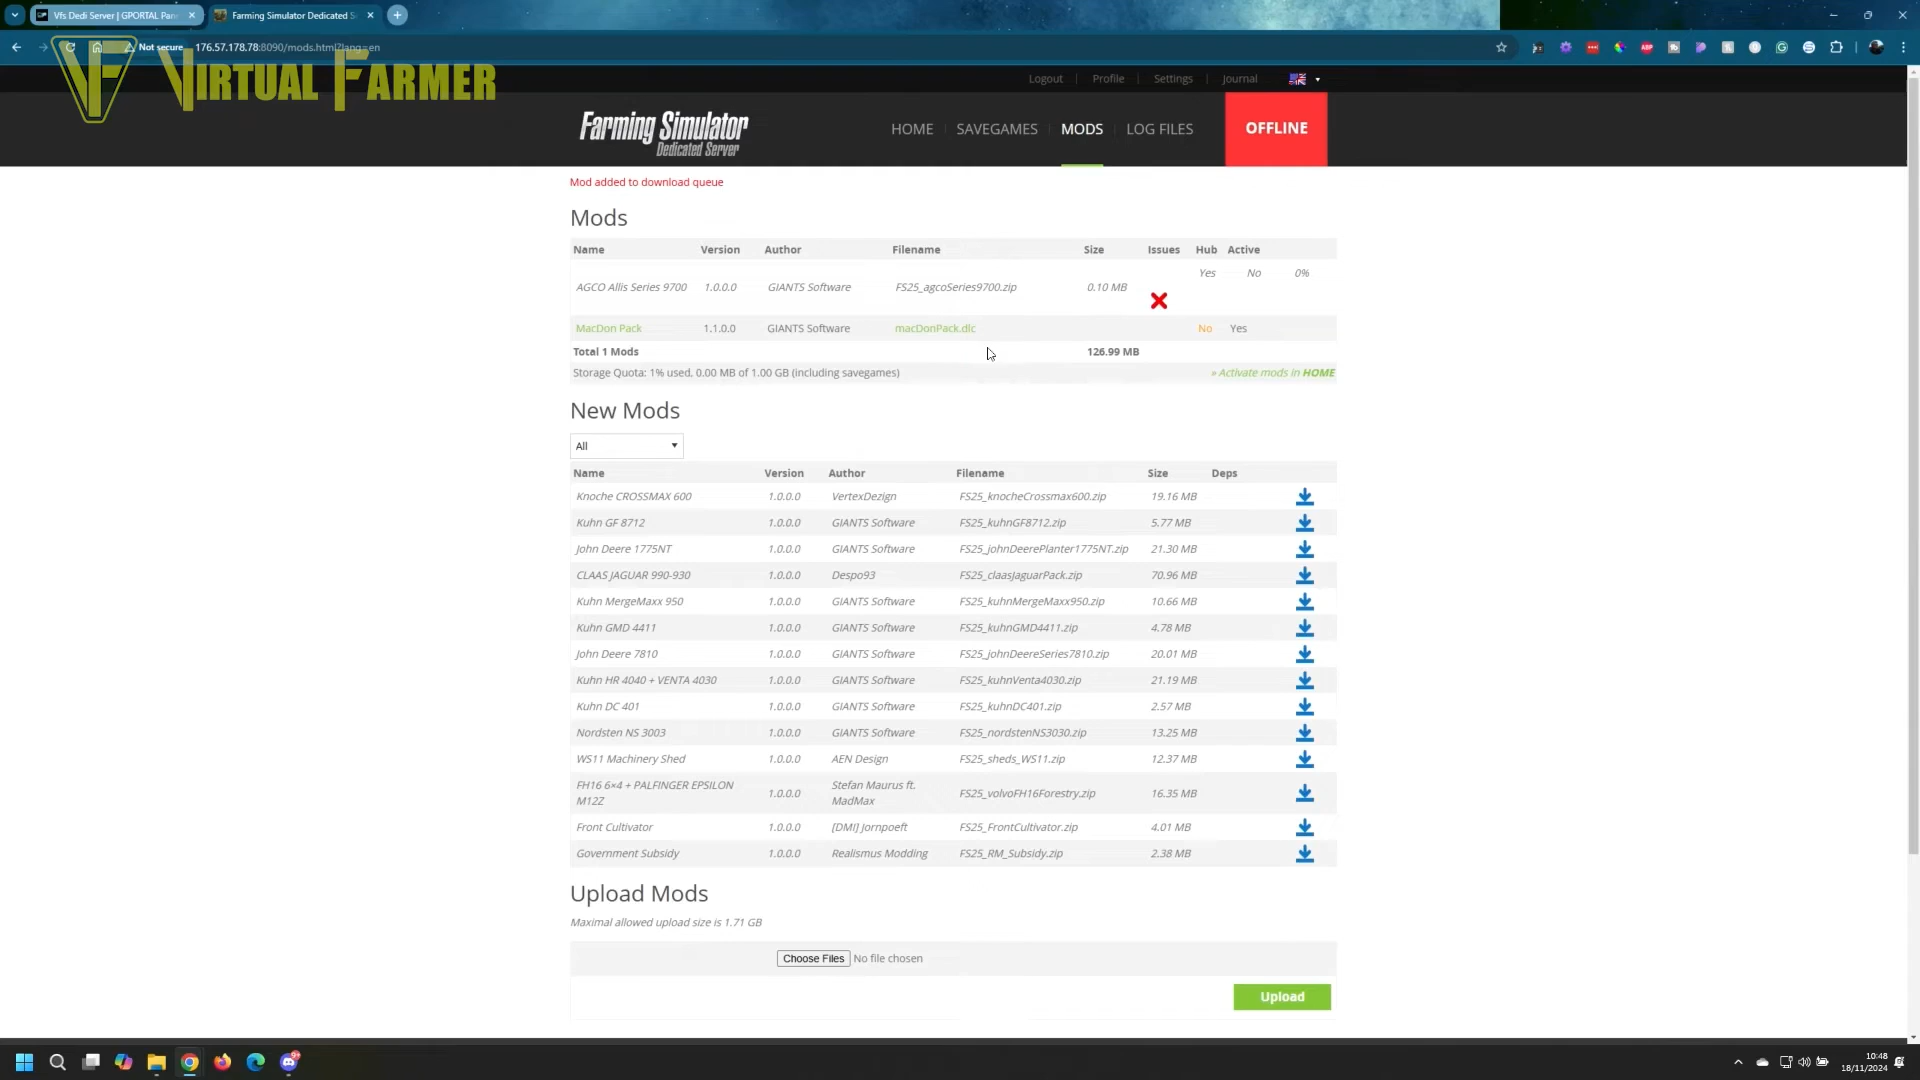 Vfs Dedi Server | GPORTAL Pan
Farming Simulator Dedicated S
Not secure
176.57.178.78:8090/mods.html?lang=en
VIRTUAL FARMER
Logout | Profile | Settings | Journal
Farming Simulator
Dedicated Server
HOME
SAVEGAMES
MODS
LOG FILES
OFFLINE
Mod added to download queue
Mods
Name Version Author Filename Size Issues Hub Active
AGCO Allis Series 9700 1.0.0.0 GIANTS Software FS25_agcoSeries9700.zip 0.10 MB Yes No 0%
MacDon Pack 1.1.0.0 GIANTS Software macDonPack.dlc No Yes
Total 1 Mods 126.99 MB
Storage Quota: 1% used, 0.00 MB of 1.00 GB (including savegames) » Activate mods in HOME
New Mods
All
Name Version Author Filename Size Deps
Knoche CROSSMAX 600 1.0.0.0 VertexDezign FS25_knocheCrossmax600.zip 19.16 MB
Kuhn GF 8712 1.0.0.0 GIANTS Software FS25_kuhnGF8712.zip 5.77 MB
John Deere 1775NT 1.0.0.0 GIANTS Software FS25_johnDeerePlanter1775NT.zip 21.30 MB
CLAAS JAGUAR 990-930 1.0.0.0 Despo93 FS25_claasJaguarPack.zip 70.96 MB
Kuhn MergeMaxx 950 1.0.0.0 GIANTS Software FS25_kuhnMergeMaxx950.zip 10.66 MB
Kuhn GMD 4411 1.0.0.0 GIANTS Software FS25_kuhnGMD4411.zip 4.78 MB
John Deere 7810 1.0.0.0 GIANTS Software FS25_johnDeereSeries7810.zip 20.01 MB
Kuhn HR 4040 + VENTA 4030 1.0.0.0 GIANTS Software FS25_kuhnVenta4030.zip 21.19 MB
Kuhn DC 401 1.0.0.0 GIANTS Software FS25_kuhnDC401.zip 2.57 MB
Nordsten NS 3003 1.0.0.0 GIANTS Software FS25_nordstenNS3030.zip 13.25 MB
WS11 Machinery Shed 1.0.0.0 AEN Design FS25_sheds_WS11.zip 12.37 MB
FH16 6×4 + PALFINGER EPSILON M12Z 1.0.0.0 Stefan Maurus ft. MadMax FS25_volvoFH16Forestry.zip 16.35 MB
Front Cultivator 1.0.0.0 [DMI] Jornpoeft FS25_FrontCultivator.zip 4.01 MB
Government Subsidy 1.0.0.0 Realismus Modding FS25_RM_Subsidy.zip 2.38 MB
Upload Mods
Maximal allowed upload size is 1.71 GB
Choose Files No file chosen
Upload
10:48
18/11/2024